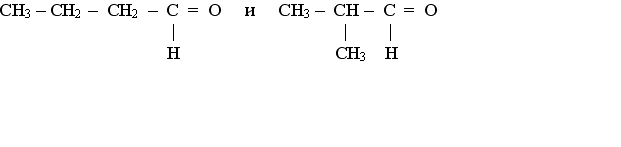 CH₃ – CH₂ – CH₂ – C = O и CH₃ – CH – C = O
| | |
H CH₃ H